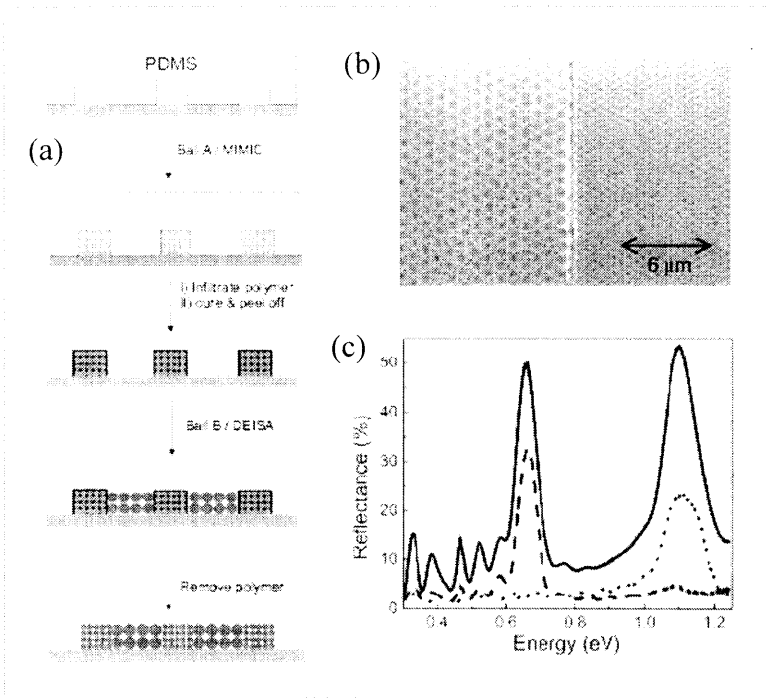 PDMS
(a)
Ball A / MIMIC
i) Infiltrate polymer
ii) cure & peel off
Ball B / DEISA
Remove polymer
(b)
6 µm
(c)
Reflectance (%)
50
40
30
20
10
0
0.4 0.6 0.8 1.0 1.2
Energy (eV)